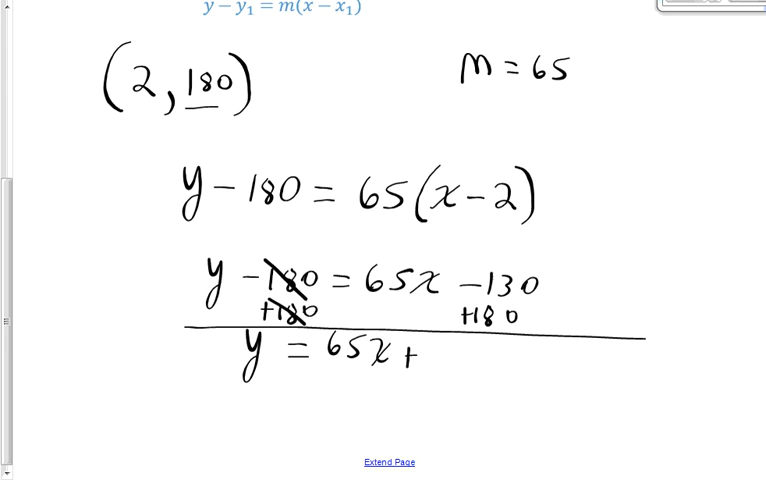 y − y₁ = m(x − x₁)
(2, 180) m = 65
y − 180 = 65(x − 2)
y − 180 = 65x − 130
+180 +180
y = 65x +
Extend Page